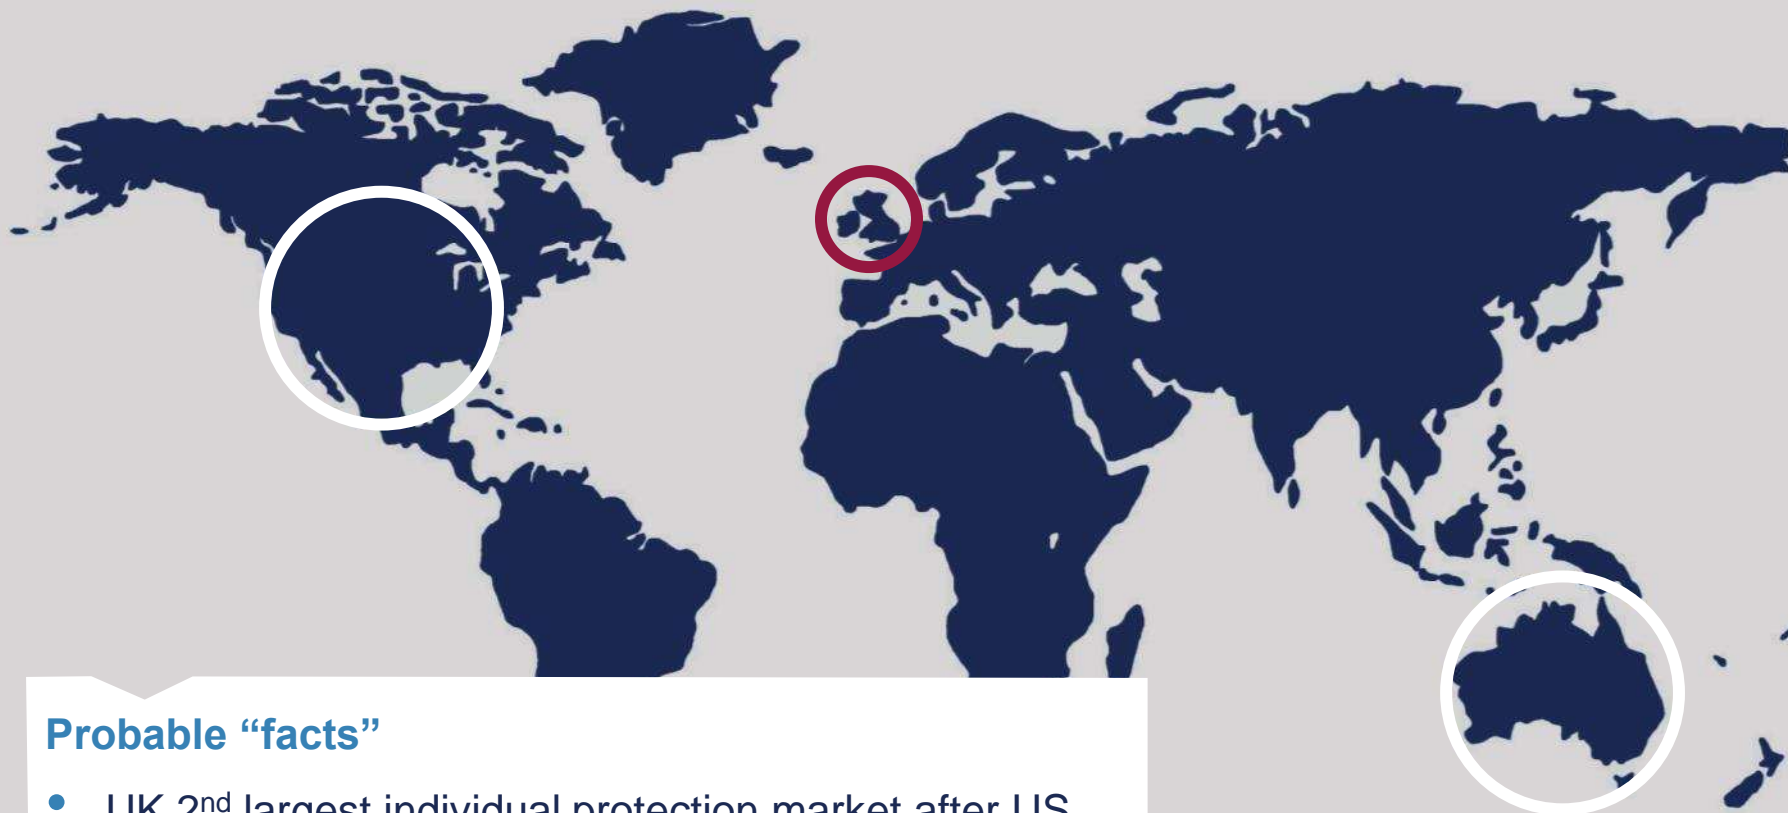 Probable “facts”
• UK 2nd largest individual protection market after US